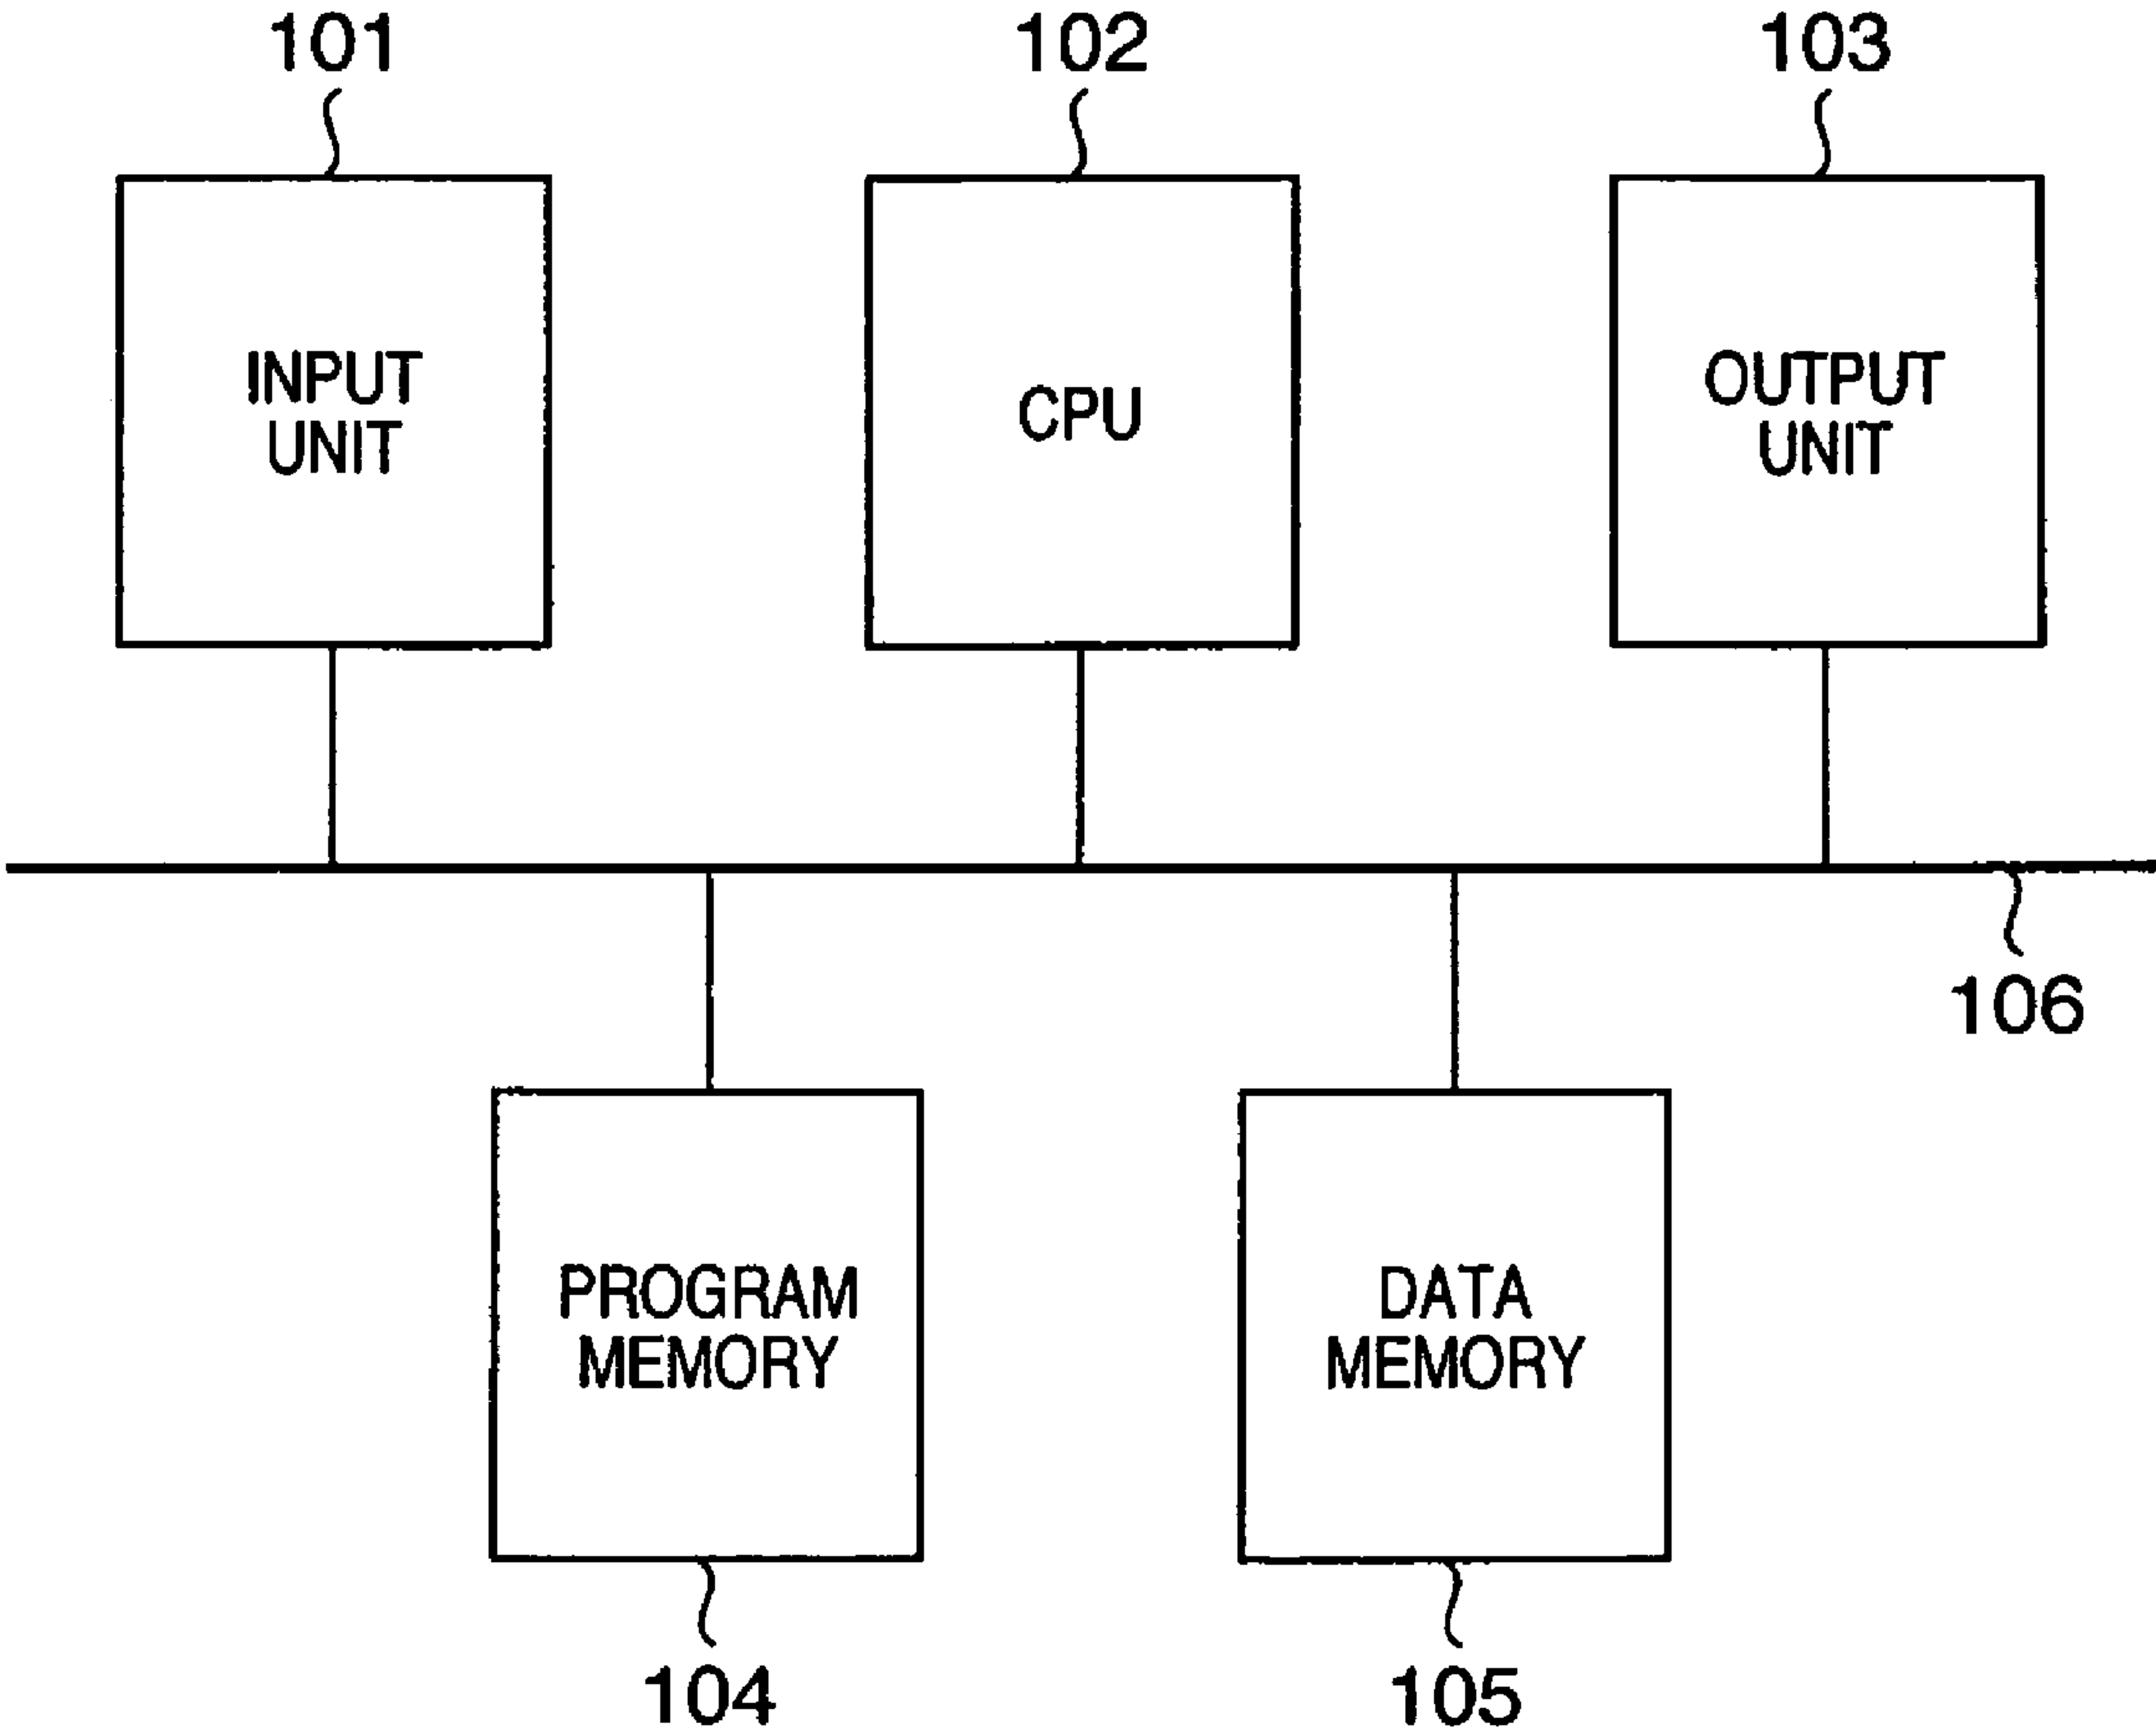 101
102
103
INPUT
UNIT
CPU
OUTPUT
UNIT
106
PROGRAM
MEMORY
DATA
MEMORY
104
105